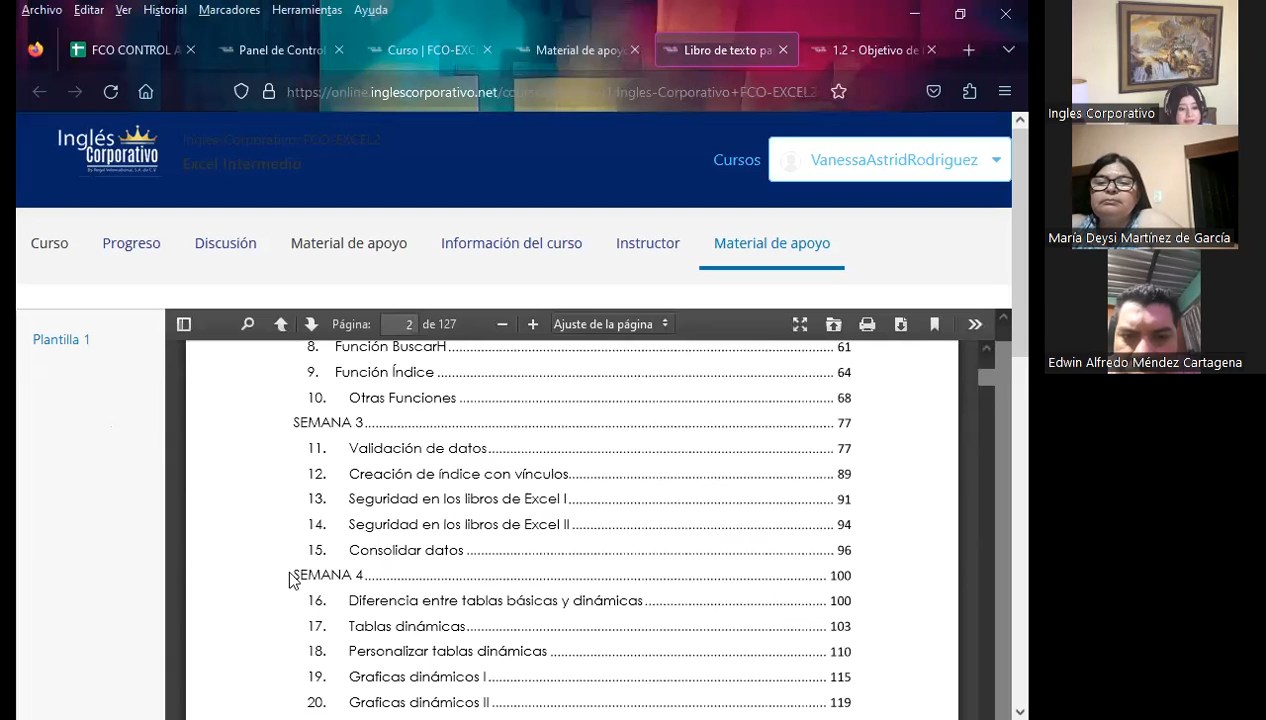 Archivo Editar Ver Historial Marcadores Herramientas Ayuda
FCO CONTROL A Panel de Control Curso | FCO-EXC Material de apoyo Libro de texto pa 1.2 - Objetivo de
https://online.inglescorporativo.net/
Inglés Corporativo
Ingles-Corporativo: FCO-EXCEL2
Excel Intermedio
Cursos VanessaAstridRodriguez
Curso Progreso Discusión Material de apoyo Información del curso Instructor Material de apoyo
Plantilla 1
Página: 2 de 127 Ajuste de la página
8. Función BuscarH 61
9. Función Índice 64
10. Otras Funciones 68
SEMANA 3 77
11. Validación de datos 77
12. Creación de índice con vínculos 89
13. Seguridad en los libros de Excel I 91
14. Seguridad en los libros de Excel II 94
15. Consolidar datos 96
SEMANA 4 100
16. Diferencia entre tablas básicas y dinámicas 100
17. Tablas dinámicas 103
18. Personalizar tablas dinámicas 110
19. Graficas dinámicos I 115
20. Graficas dinámicos II 119
Ingles Corporativo
María Deysi Martínez de García
Edwin Alfredo Méndez Cartagena